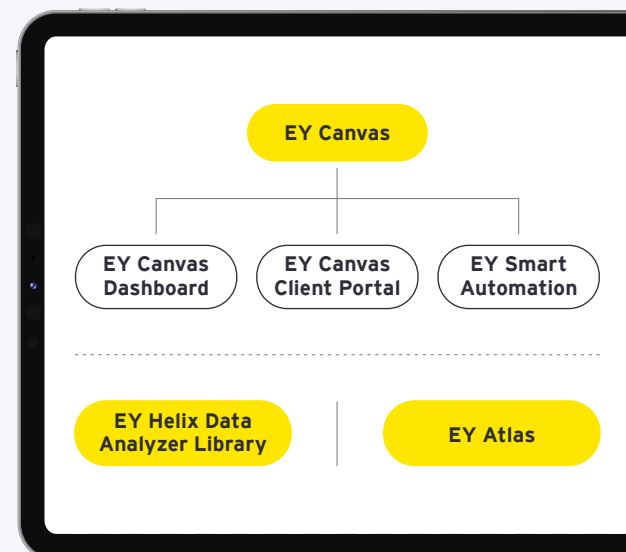 EY Canvas
EY Canvas
Dashboard
EY Canvas
Client Portal
EY Smart
Automation
EY Helix Data
Analyzer Library
EY Atlas